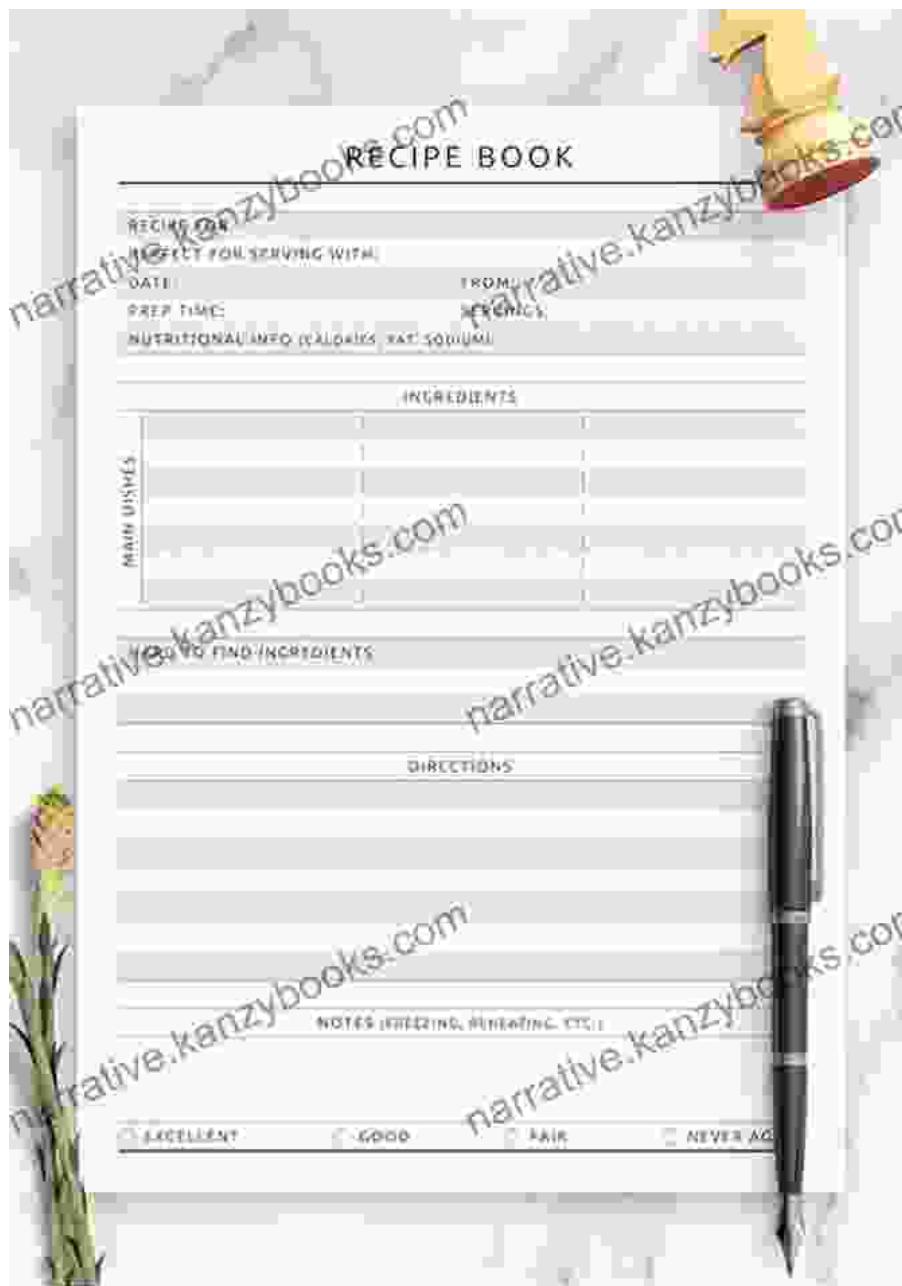 RECIPE BOOK
RECIPE FOR:
PERFECT FOR SERVING WITH:
DATE:
FROM:
PREP TIME:
SERVINGS:
NUTRITIONAL INFO (CALORIES, FAT, SODIUM):
INGREDIENTS
MAIN DISHES
HARD TO FIND INGREDIENTS
DIRECTIONS
NOTES (FREEZING, REHEATING, ETC.)
EXCELLENT
GOOD
FAIR
NEVER AG
narrative.kanzybooks.com
narrative.kanzybooks.com
narrative.kanzybooks.com
narrative.kanzybooks.com
narrative.kanzybooks.com
narrative.kanzybooks.com